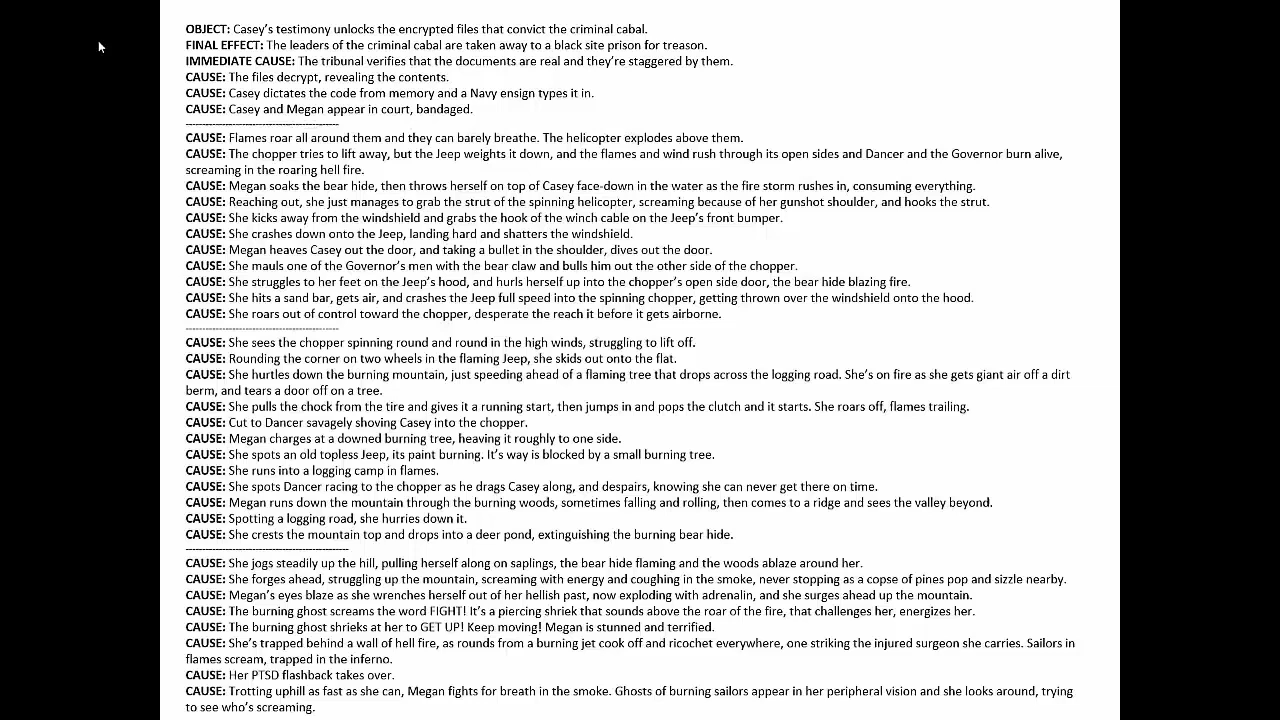 OBJECT: Casey's testimony unlocks the encrypted files that convict the criminal cabal.
FINAL EFFECT: The leaders of the criminal cabal are taken away to a black site prison for treason.
IMMEDIATE CAUSE: The tribunal verifies that the documents are real and they're staggered by them.
CAUSE: The files decrypt, revealing the contents.
CAUSE: Casey dictates the code from memory and a Navy ensign types it in.
CAUSE: Casey and Megan appear in court, bandaged.
-----------------------------------------------
CAUSE: Flames roar all around them and they can barely breathe. The helicopter explodes above them.
CAUSE: The chopper tries to lift away, but the Jeep weights it down, and the flames and wind rush through its open sides and Dancer and the Governor burn alive,
screaming in the roaring hell fire.
CAUSE: Megan soaks the bear hide, then throws herself on top of Casey face-down in the water as the fire storm rushes in, consuming everything.
CAUSE: Reaching out, she just manages to grab the strut of the spinning helicopter, screaming because of her gunshot shoulder, and hooks the strut.
CAUSE: She kicks away from the windshield and grabs the hook of the winch cable on the Jeep's front bumper.
CAUSE: She crashes down onto the Jeep, landing hard and shatters the windshield.
CAUSE: Megan heaves Casey out the door, and taking a bullet in the shoulder, dives out the door.
CAUSE: She mauls one of the Governor's men with the bear claw and bulls him out the other side of the chopper.
CAUSE: She struggles to her feet on the Jeep's hood, and hurls herself up into the chopper's open side door, the bear hide blazing fire.
CAUSE: She hits a sand bar, gets air, and crashes the Jeep full speed into the spinning chopper, getting thrown over the windshield onto the hood.
CAUSE: She roars out of control toward the chopper, desperate the reach it before it gets airborne.
-----------------------------------------------
CAUSE: She sees the chopper spinning round and round in the high winds, struggling to lift off.
CAUSE: Rounding the corner on two wheels in the flaming Jeep, she skids out onto the flat.
CAUSE: She hurtles down the burning mountain, just speeding ahead of a flaming tree that drops across the logging road. She's on fire as she gets giant air off a dirt
berm, and tears a door off on a tree.
CAUSE: She pulls the chock from the tire and gives it a running start, then jumps in and pops the clutch and it starts. She roars off, flames trailing.
CAUSE: Cut to Dancer savagely shoving Casey into the chopper.
CAUSE: Megan charges at a downed burning tree, heaving it roughly to one side.
CAUSE: She spots an old topless Jeep, its paint burning. It's way is blocked by a small burning tree.
CAUSE: She runs into a logging camp in flames.
CAUSE: She spots Dancer racing to the chopper as he drags Casey along, and despairs, knowing she can never get there on time.
CAUSE: Megan runs down the mountain through the burning woods, sometimes falling and rolling, then comes to a ridge and sees the valley beyond.
CAUSE: Spotting a logging road, she hurries down it.
CAUSE: She crests the mountain top and drops into a deer pond, extinguishing the burning bear hide.
--------------------------------------------------
CAUSE: She jogs steadily up the hill, pulling herself along on saplings, the bear hide flaming and the woods ablaze around her.
CAUSE: She forges ahead, struggling up the mountain, screaming with energy and coughing in the smoke, never stopping as a copse of pines pop and sizzle nearby.
CAUSE: Megan's eyes blaze as she wrenches herself out of her hellish past, now exploding with adrenalin, and she surges ahead up the mountain.
CAUSE: The burning ghost screams the word FIGHT! It's a piercing shriek that sounds above the roar of the fire, that challenges her, energizes her.
CAUSE: The burning ghost shrieks at her to GET UP! Keep moving! Megan is stunned and terrified.
CAUSE: She's trapped behind a wall of hell fire, as rounds from a burning jet cook off and ricochet everywhere, one striking the injured surgeon she carries. Sailors in
flames scream, trapped in the inferno.
CAUSE: Her PTSD flashback takes over.
CAUSE: Trotting uphill as fast as she can, Megan fights for breath in the smoke. Ghosts of burning sailors appear in her peripheral vision and she looks around, trying
to see who's screaming.